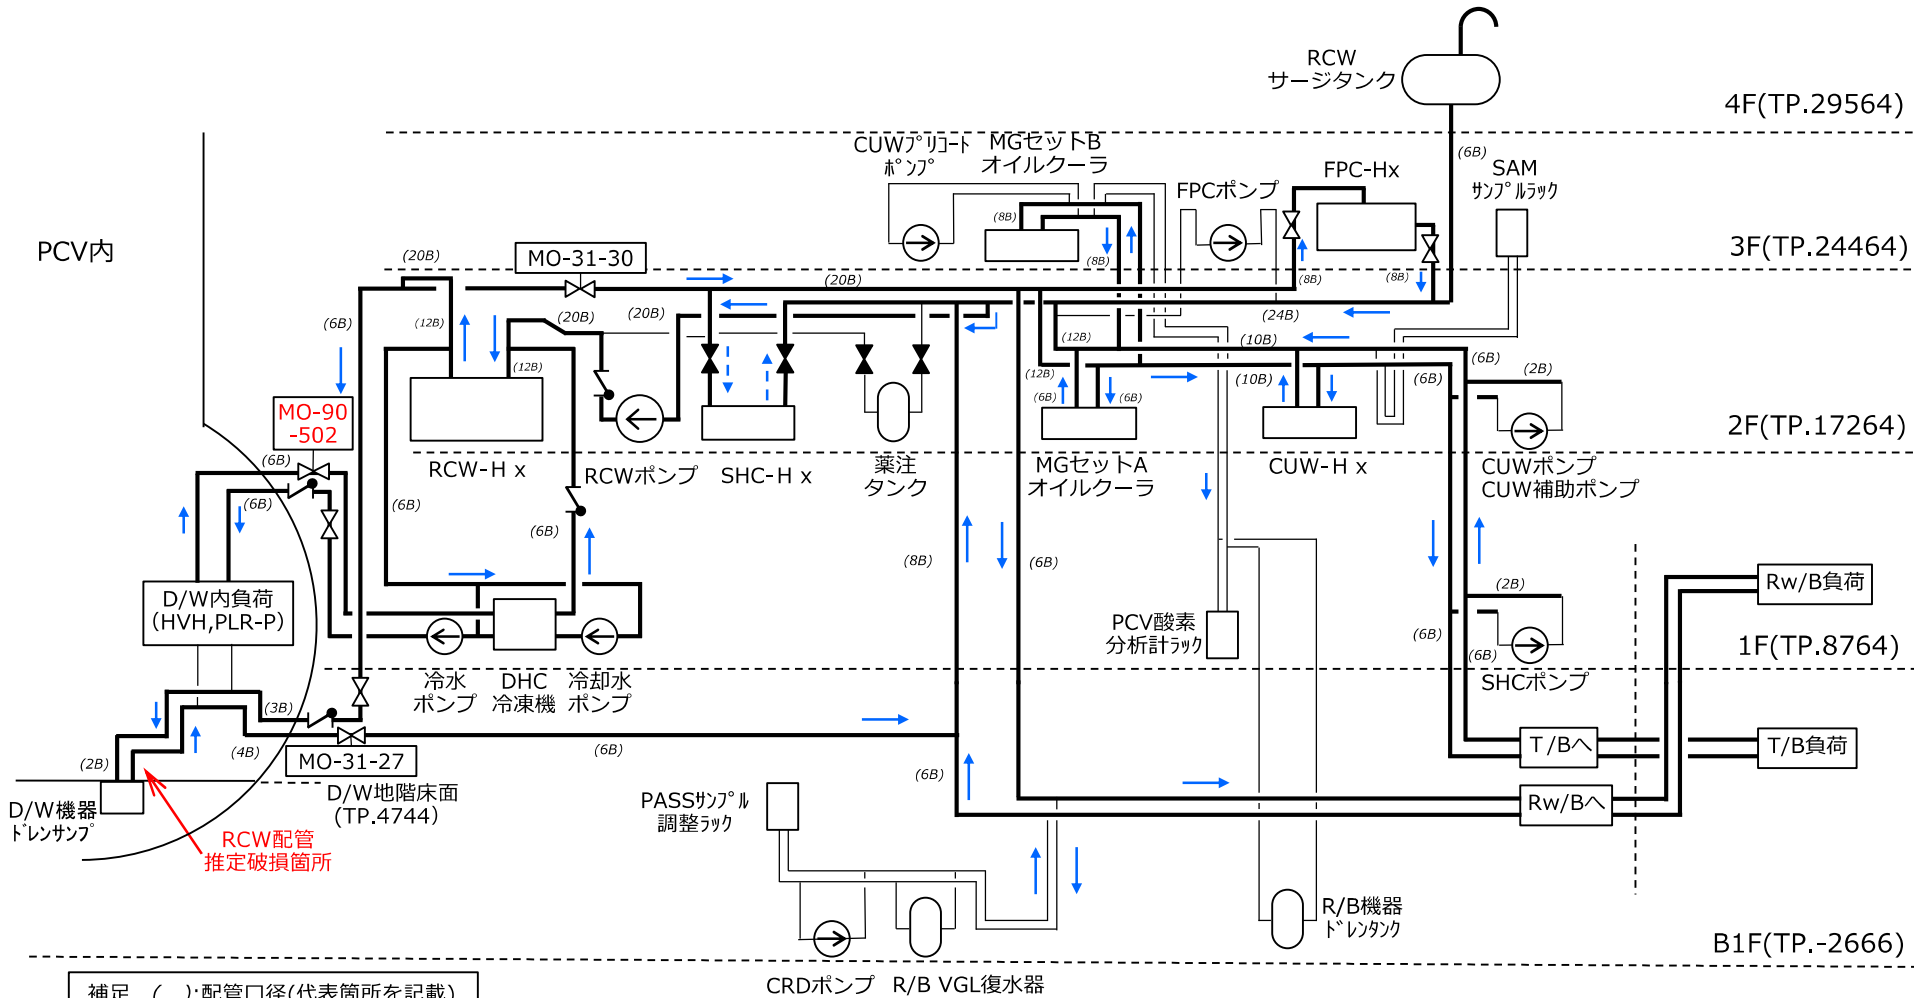 RCW
サージタンク
4F(TP.29564)
CUWﾌﾟﾘｺｰﾄ
ﾎﾟﾝﾌﾟ
MGセットB
オイルクーラ
(6B)
FPC-Hx
SAM
ｻﾝﾌﾟﾙﾗｯｸ
FPCポンプ
(8B)
PCV内
3F(TP.24464)
(20B)
MO-31-30
(8B)
(20B)
(8B)
(8B)
(6B)
(12B)
(20B)
(20B)
(24B)
(12B)
(10B)
(6B)
(12B)
(12B)
(10B)
(6B)
(2B)
(6B)
(6B)
MO-90
-502
2F(TP.17264)
(6B)
RCW-H x
RCWポンプ
SHC-H x
薬注
タンク
MGセットA
オイルクーラ
CUW-H x
CUWポンプ
CUW補助ポンプ
(6B)
(6B)
(6B)
(8B)
(6B)
D/W内負荷
(HVH,PLR-P)
(2B)
Rw/B負荷
PCV酸素
分析計ﾗｯｸ
(6B)
(6B)
1F(TP.8764)
冷水
ポンプ
DHC
冷凍機
冷却水
ポンプ
SHCポンプ
(3B)
(4B)
(6B)
T/Bへ
T/B負荷
(2B)
MO-31-27
(6B)
D/W機器
ﾄﾞﾚﾝｻﾝﾌﾟ
D/W地階床面
(TP.4744)
PASSｻﾝﾌﾟﾙ
調整ﾗｯｸ
Rw/Bへ
RCW配管
推定破損箇所
R/B機器
ﾄﾞﾚﾝﾀﾝｸ
B1F(TP.-2666)
CRDポンプ
R/B VGL復水器
補足　(　):配管口径(代表箇所を記載)